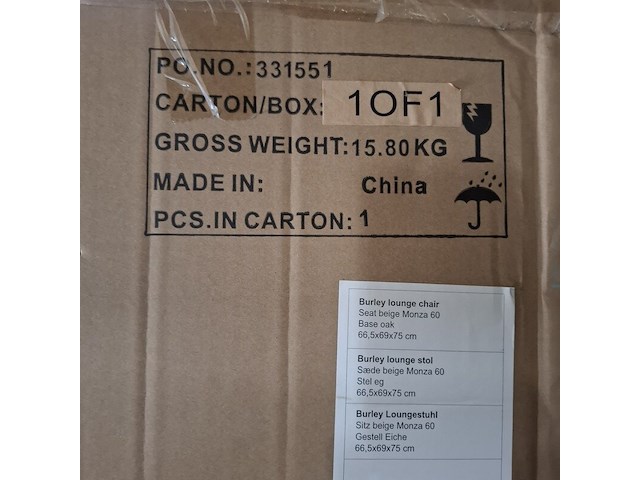 PO.NO.:331551
CARTON/BOX: 1OF1
GROSS WEIGHT:15.80KG
MADE IN: China
PCS.IN CARTON: 1
Burley lounge chair
Seat beige Monza 60
Base oak
66,5x69x75 cm
Burley lounge stol
Sæde beige Monza 60
Stel eg
66,5x69x75 cm
Burley Loungestuhl
Sitz beige Monza 60
Gestell Eiche
66,5x69x75 cm